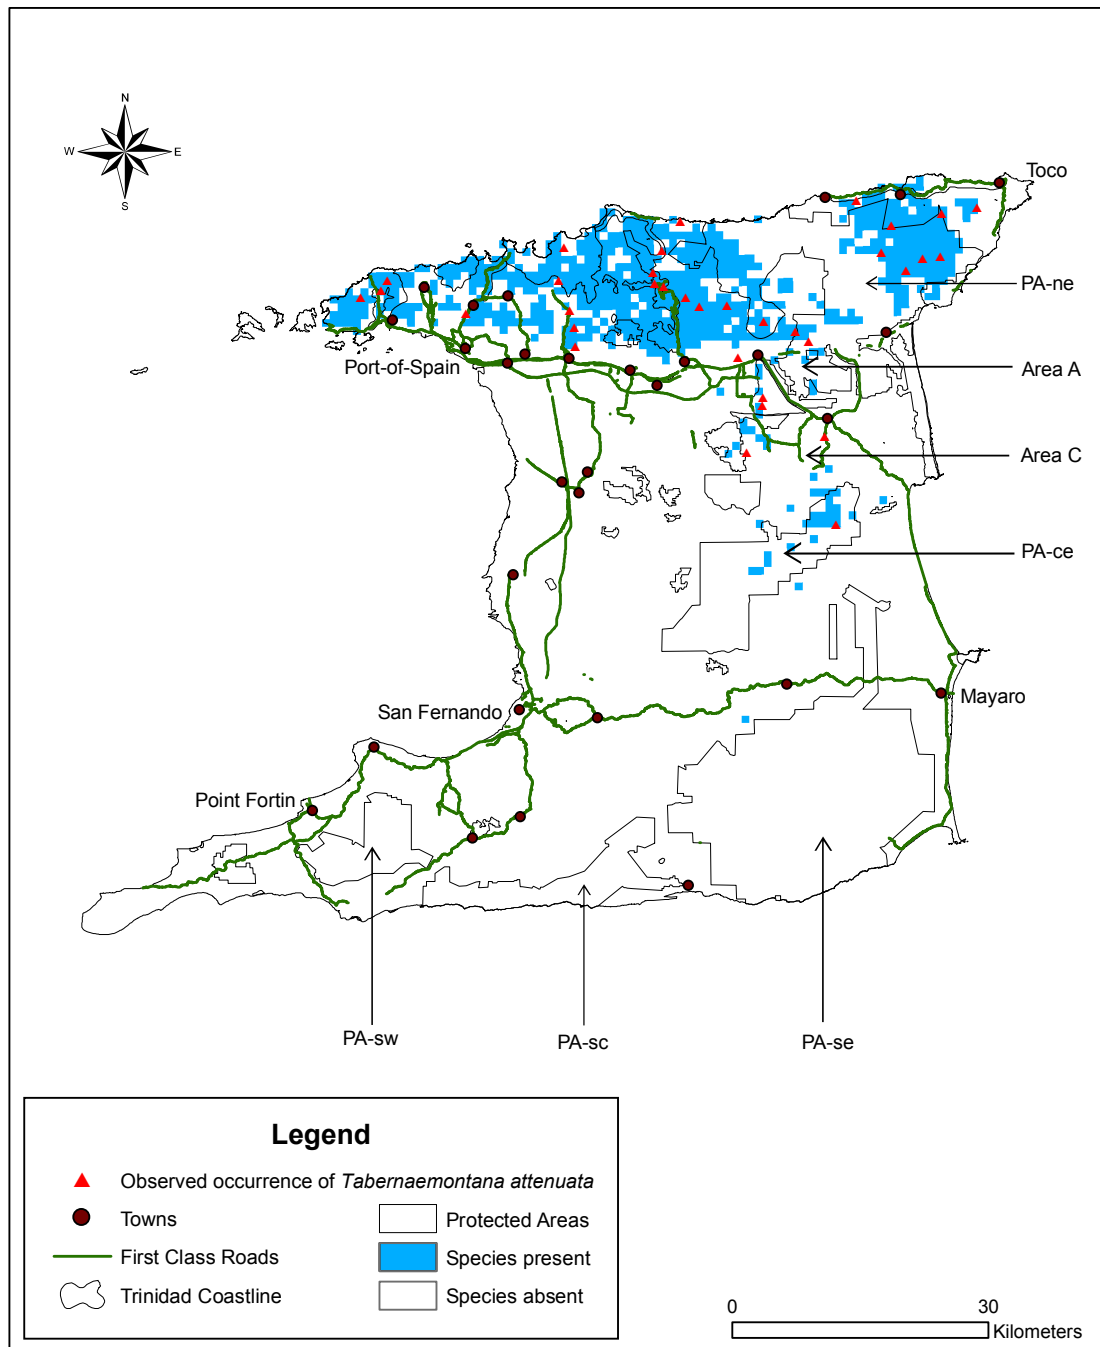 N
W
E
S
Toco
PA-ne
Port-of-Spain
Area A
Area C
PA-ce
San Fernando
Mayaro
Point Fortin
PA-sw
PA-sc
PA-se
Legend
Observed occurrence of Tabernaemontana attenuata
Towns
Protected Areas
First Class Roads
Species present
Trinidad Coastline
Species absent
0
30
Kilometers